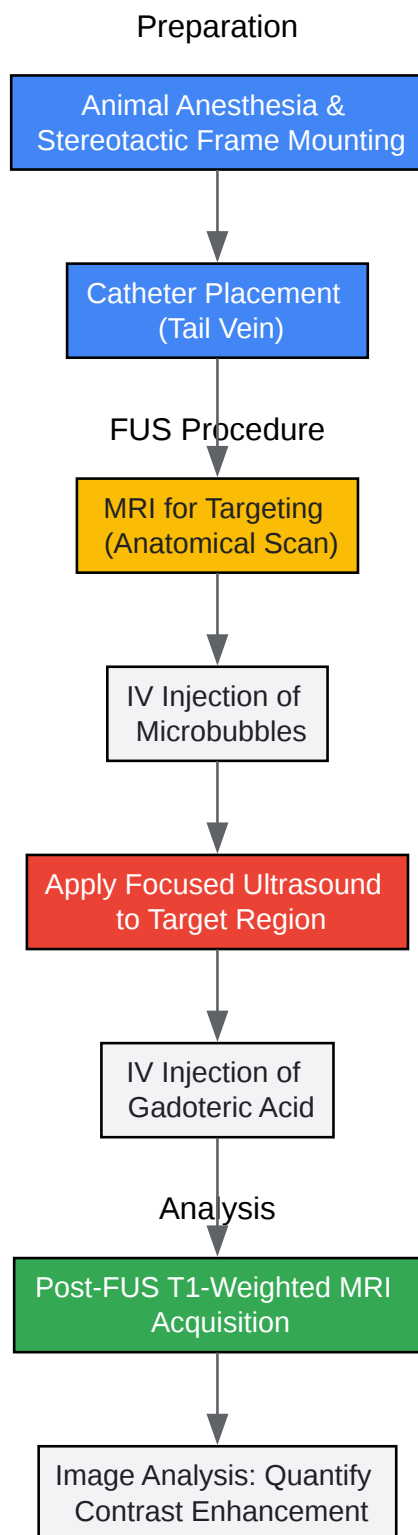 Preparation
Animal Anesthesia &
Stereotactic Frame Mounting
Catheter Placement
(Tail Vein)
FUS Procedure
MRI for Targeting
(Anatomical Scan)
IV Injection of
Microbubbles
Apply Focused Ultrasound
to Target Region
IV Injection of
Gadoteric Acid
Analysis
Post-FUS T1-Weighted MRI
Acquisition
Image Analysis: Quantify
Contrast Enhancement